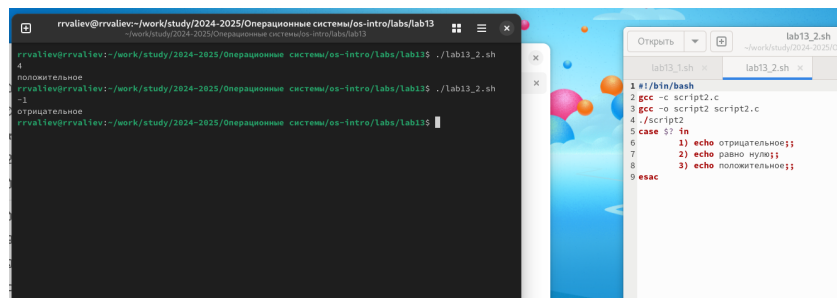 rrvaliev@rrvaliev:~/work/study/2024-2025/Операционные системы/os-intro/labs/lab13
~/work/study/2024-2025/Операционные системы/os-intro/labs/lab13
rrvaliev@rrvaliev:~/work/study/2024-2025/Операционные системы/os-intro/labs/lab13$ ./lab13_2.sh
4
положительное
rrvaliev@rrvaliev:~/work/study/2024-2025/Операционные системы/os-intro/labs/lab13$ ./lab13_2.sh
-1
отрицательное
rrvaliev@rrvaliev:~/work/study/2024-2025/Операционные системы/os-intro/labs/lab13$
Открыть
lab13_2.sh
~/work/study/2024-2025/О
lab13_1.sh
lab13_2.sh
1 #!/bin/bash
2 gcc -c script2.c
3 gcc -o script2 script2.c
4 ./script2
5 case $? in
6 1) echo отрицательное;;
7 2) echo равно нулю;;
8 3) echo положительное;;
9 esac